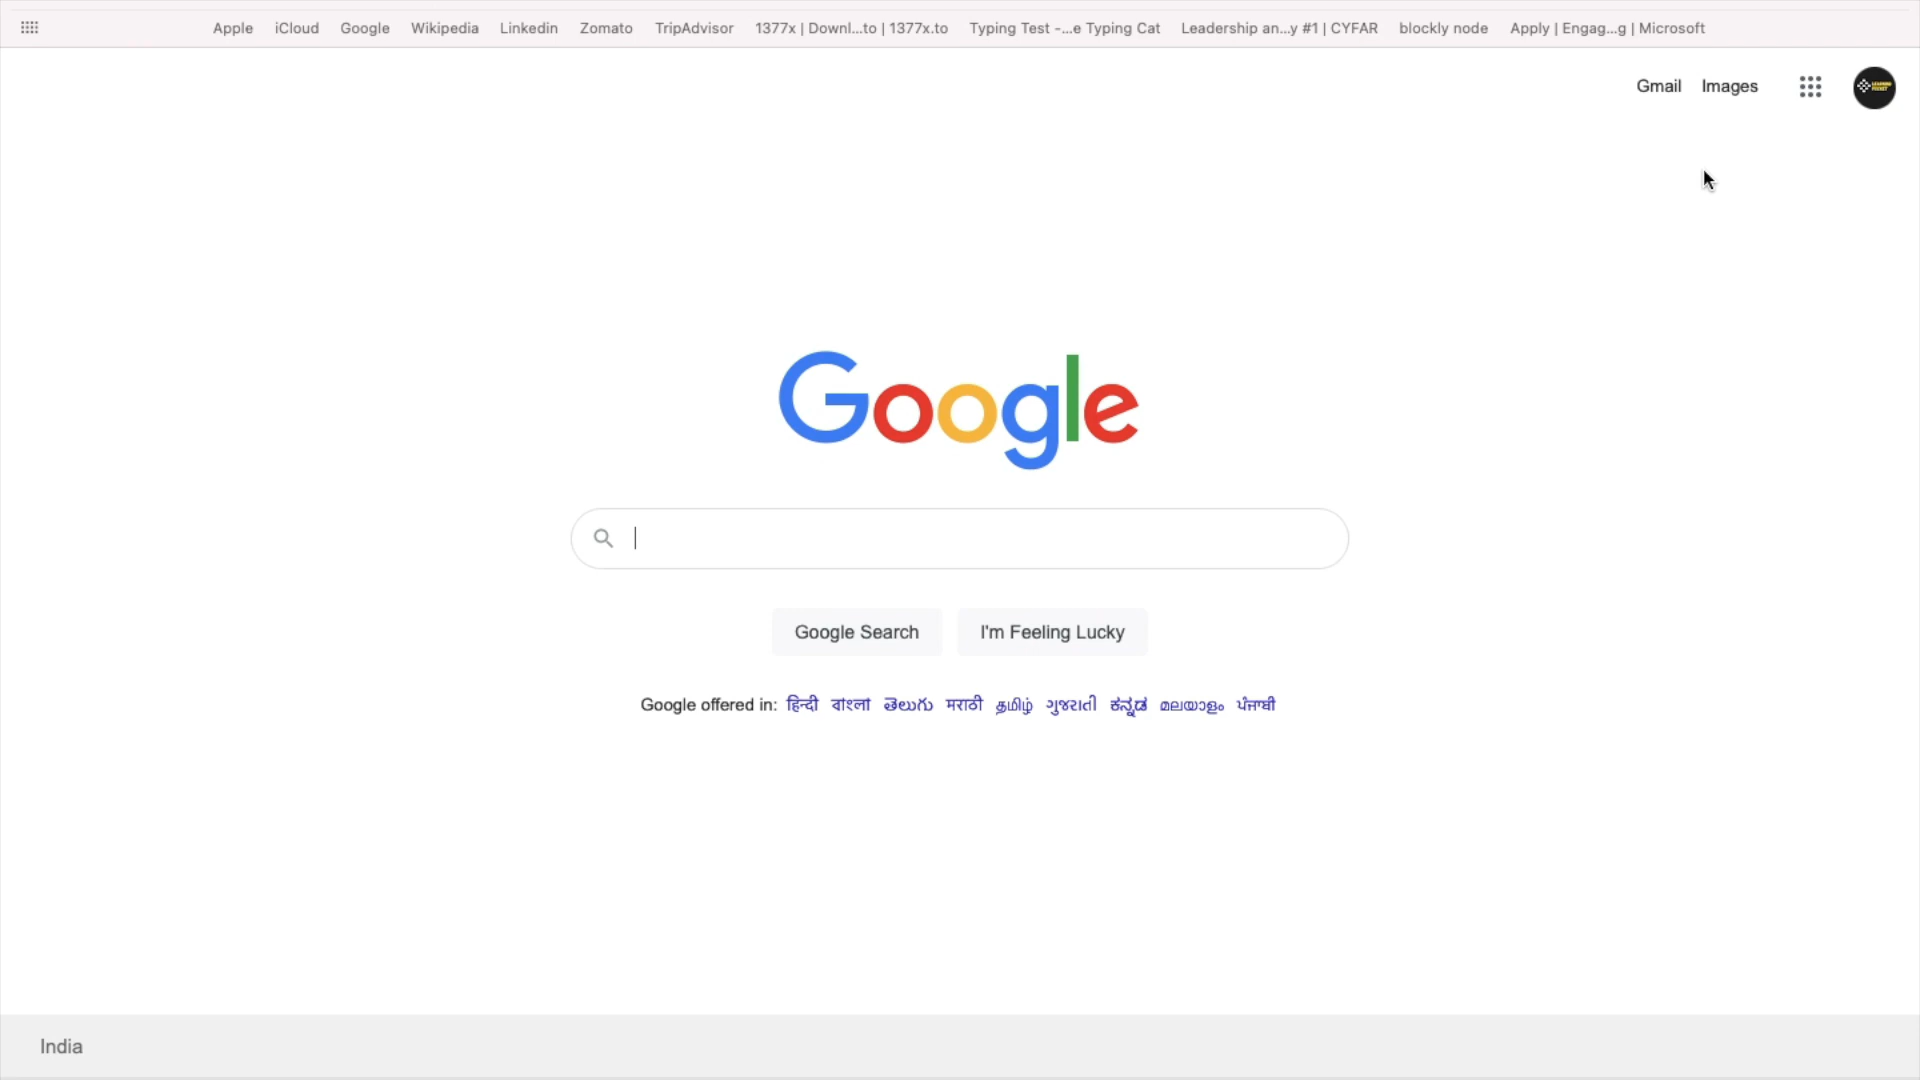 Apple iCloud Google Wikipedia Linkedin Zomato TripAdvisor 1377x | Downl...to | 1377x.to Typing Test -...e Typing Cat Leadership an...y #1 | CYFAR blockly node Apply | Engag...g | Microsoft
Gmail Images
Google
Google Search I'm Feeling Lucky
Google offered in: हिन्दी বাংলা తెలుగు मराठी தமிழ் ગુજરાતી ಕನ್ನಡ മലയാളം ਪੰਜਾਬੀ
India